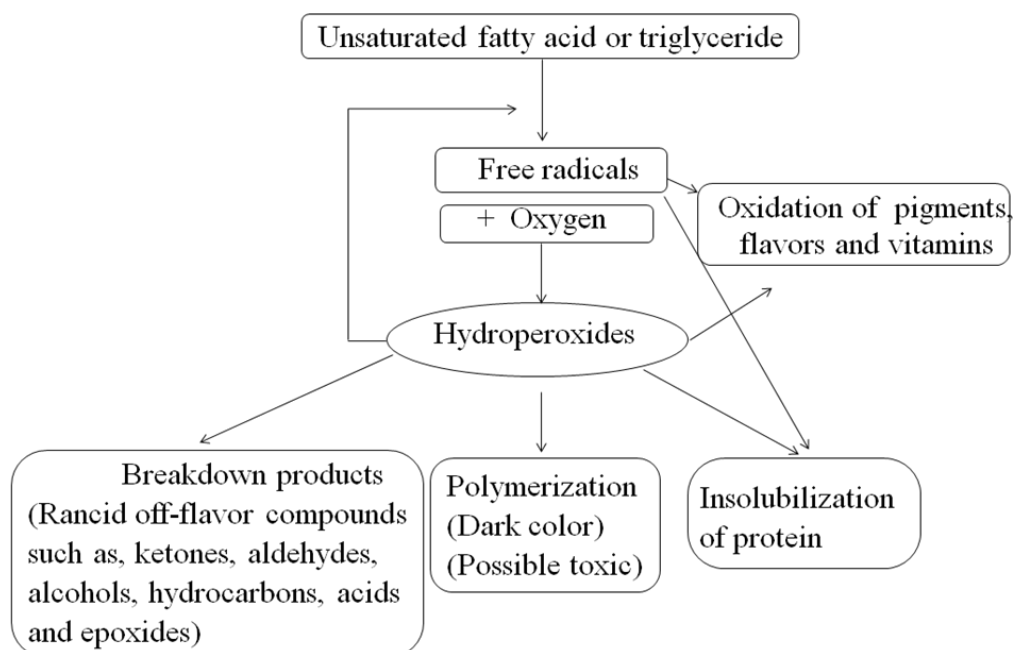 Unsaturated fatty acid or triglyceride
Free radicals
+ Oxygen
Oxidation of pigments,
flavors and vitamins
Hydroperoxides
Breakdown products
(Rancid off-flavor compounds
such as, ketones, aldehydes,
alcohols, hydrocarbons, acids
and epoxides)
Polymerization
(Dark color)
(Possible toxic)
Insolubilization
of protein